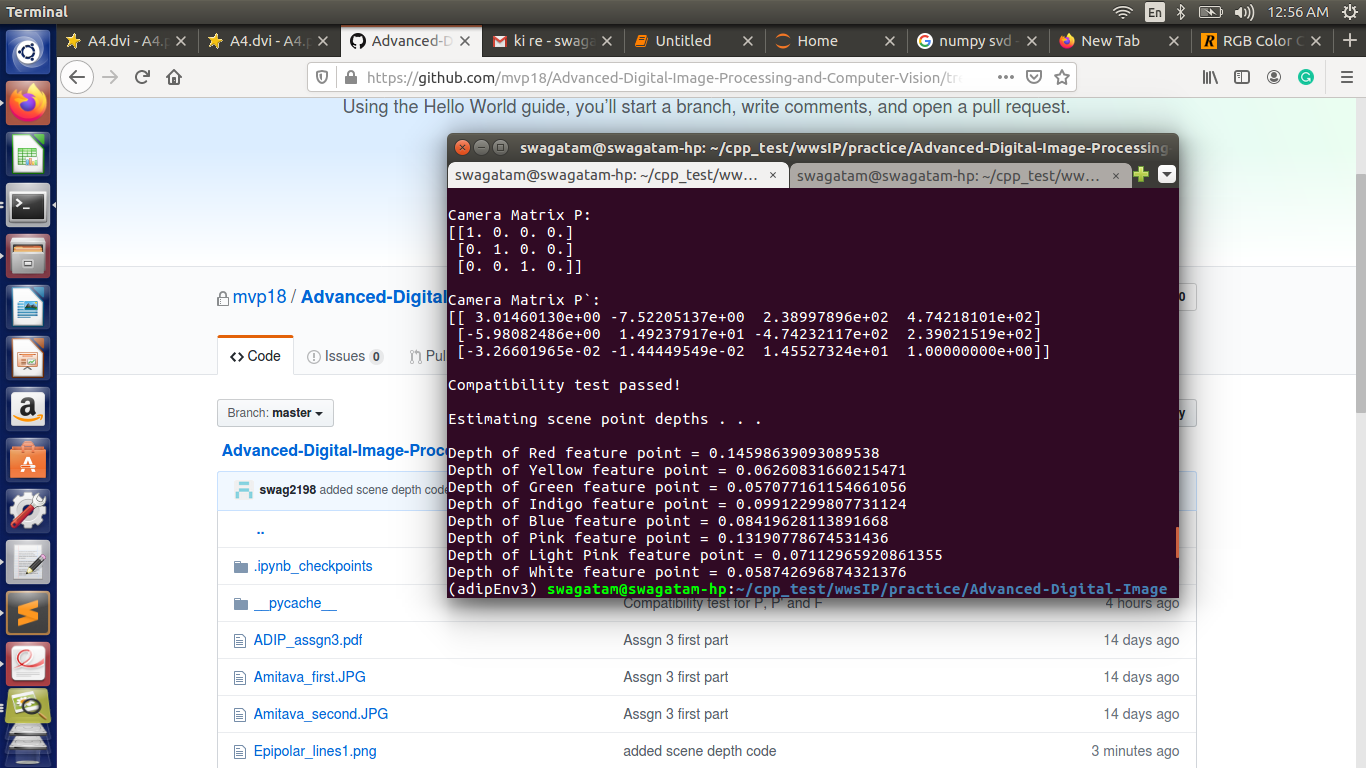 Terminal
En
12:56 AM
A4.dvi - A4.p
A4.dvi - A4.p
Advanced-D
ki re - swaga
Untitled
Home
numpy svd -
New Tab
RGB Color C
https://github.com/mvp18/Advanced-Digital-Image-Processing-and-Computer-Vision/tre
Using the Hello World guide, you'll start a branch, write comments, and open a pull request.
swagatam@swagatam-hp: ~/cpp_test/wwsIP/practice/Advanced-Digital-Image-Processing-
swagatam@swagatam-hp: ~/cpp_test/ww...
swagatam@swagatam-hp: ~/cpp_test/ww...
Camera Matrix P:
[[1. 0. 0. 0.]
[0. 1. 0. 0.]
[0. 0. 1. 0.]]
Camera Matrix P`:
[[ 3.01460130e+00 -7.52205137e+00  2.38997896e+02  4.74218101e+02]
[-5.98082486e+00  1.49237917e+01 -4.74232117e+02  2.39021519e+02]
[-3.26601965e-02 -1.44449549e-02  1.45527324e+01  1.00000000e+00]]
Compatibility test passed!
Estimating scene point depths . . .
Depth of Red feature point = 0.14598639093089538
Depth of Yellow feature point = 0.06260831660215471
Depth of Green feature point = 0.057077161154661056
Depth of Indigo feature point = 0.09912299807731124
Depth of Blue feature point = 0.08419628113891668
Depth of Pink feature point = 0.13190778674531436
Depth of Light Pink feature point = 0.07112965920861355
Depth of White feature point = 0.058742696874321376
(adipEnv3) swagatam@swagatam-hp:~/cpp_test/wwsIP/practice/Advanced-Digital-Image
mvp18 / Advanced-Digital
0
Code
Issues 0
Pul
Branch: master
y
Advanced-Digital-Image-Proce
swag2198 added scene depth code
..
.ipynb_checkpoints
__pycache__
Compatibility test for P, P' and F
4 hours ago
ADIP_assgn3.pdf
Assgn 3 first part
14 days ago
Amitava_first.JPG
Assgn 3 first part
14 days ago
Amitava_second.JPG
Assgn 3 first part
14 days ago
Epipolar_lines1.png
added scene depth code
3 minutes ago